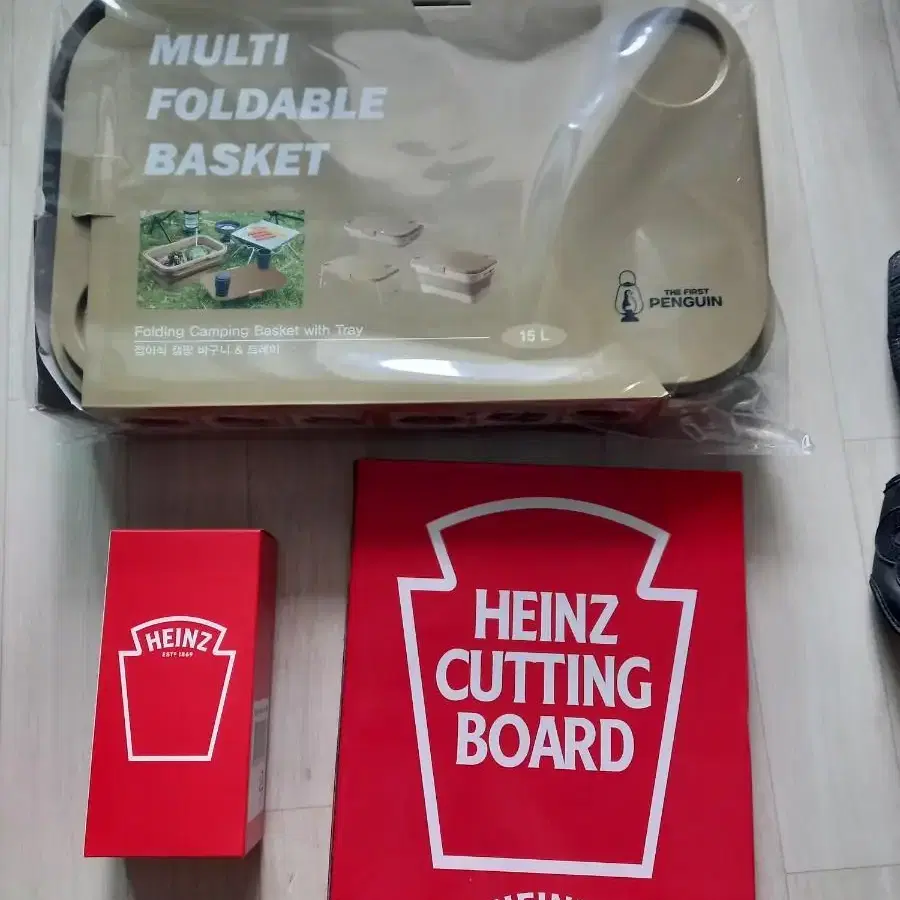 MULTI
FOLDABLE
BASKET
THE FIRST
PENGUIN
Folding Camping Basket with Tray
15 L
접이식 캠핑 바구니 & 트레이
HEINZ
ESTD 1869
HEINZ
CUTTING
BOARD
HEINZ